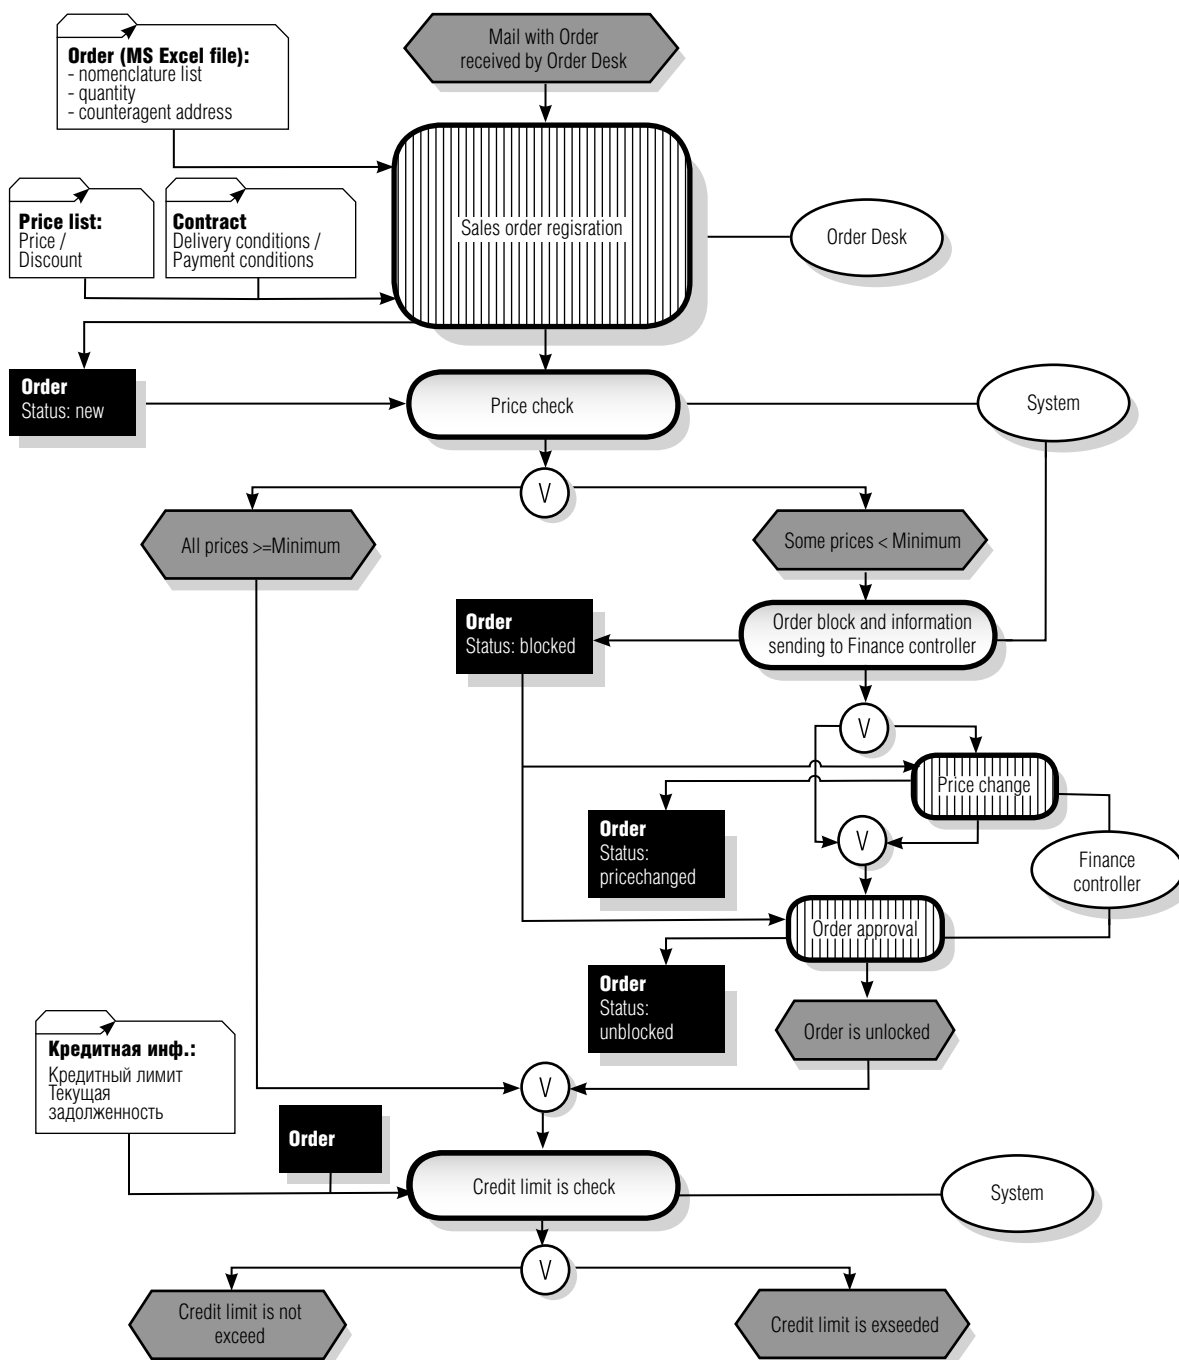 Order (MS Excel file):
- nomenclature list
- quantity
- counteragent address
Mail with Order
received by Order Desk
Price list:
Price /
Discount
Contract
Delivery conditions /
Payment conditions
Sales order regisration
Order Desk
Order
Status: new
Price check
System
V
All prices >=Minimum
Some prices < Minimum
Order
Status: blocked
Order block and information
sending to Finance controller
V
Price change
Order
Status:
pricechanged
V
Finance
controller
Order approval
Order
Status:
unblocked
Order is unlocked
Кредитная инф.:
Кредитный лимит
Текущая
задолженность
V
Order
Credit limit is check
System
V
Credit limit is not
exceed
Credit limit is exseeded